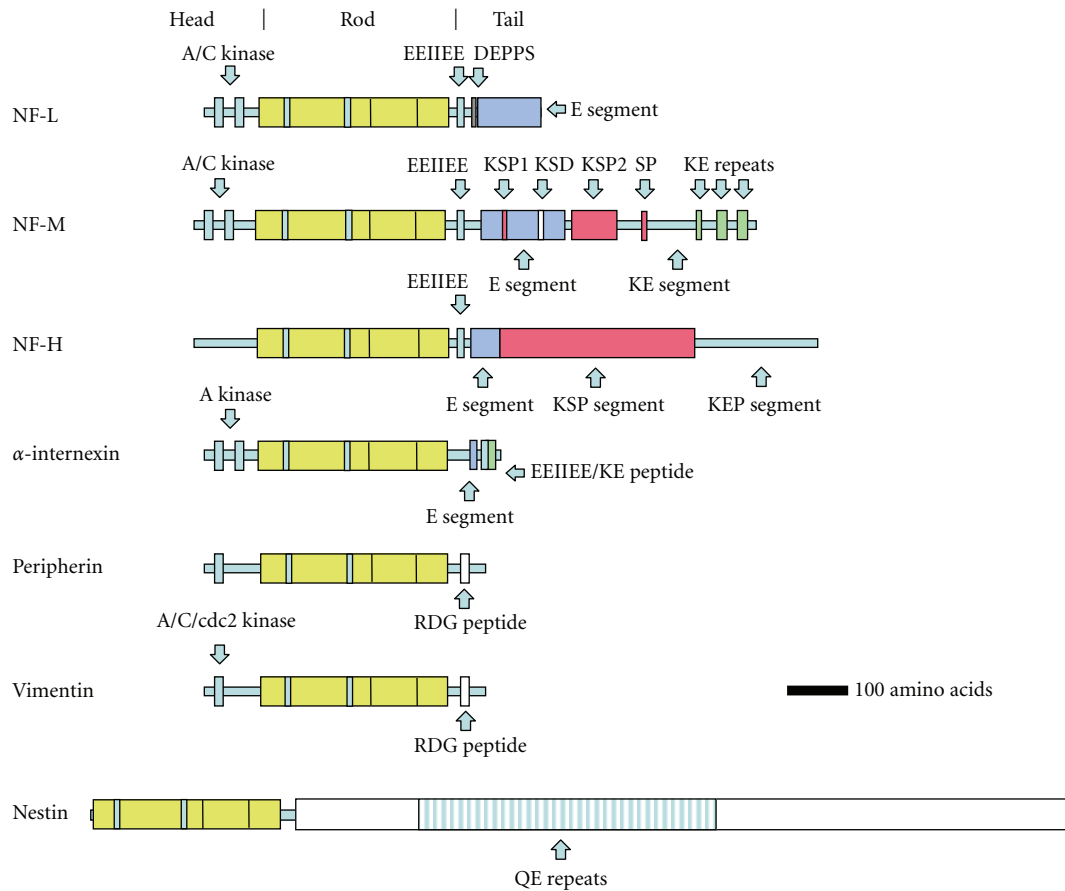 Head | Rod | Tail
A/C kinase EEIIEE DEPPS
NF-L E segment
A/C kinase EEIIEE KSP1 KSD KSP2 SP KE repeats
NF-M
E segment KE segment
EEIIEE
NF-H
E segment KSP segment KEP segment
A kinase
α-internexin
EEIIEE/KE peptide
E segment
Peripherin
RDG peptide
A/C/cdc2 kinase
Vimentin 100 amino acids
RDG peptide
Nestin
QE repeats